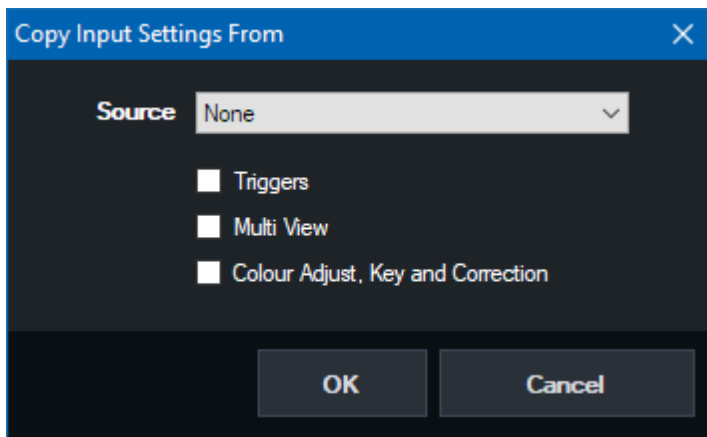 Copy Input Settings From
Source None
Triggers
Multi View
Colour Adjust, Key and Correction
OK Cancel